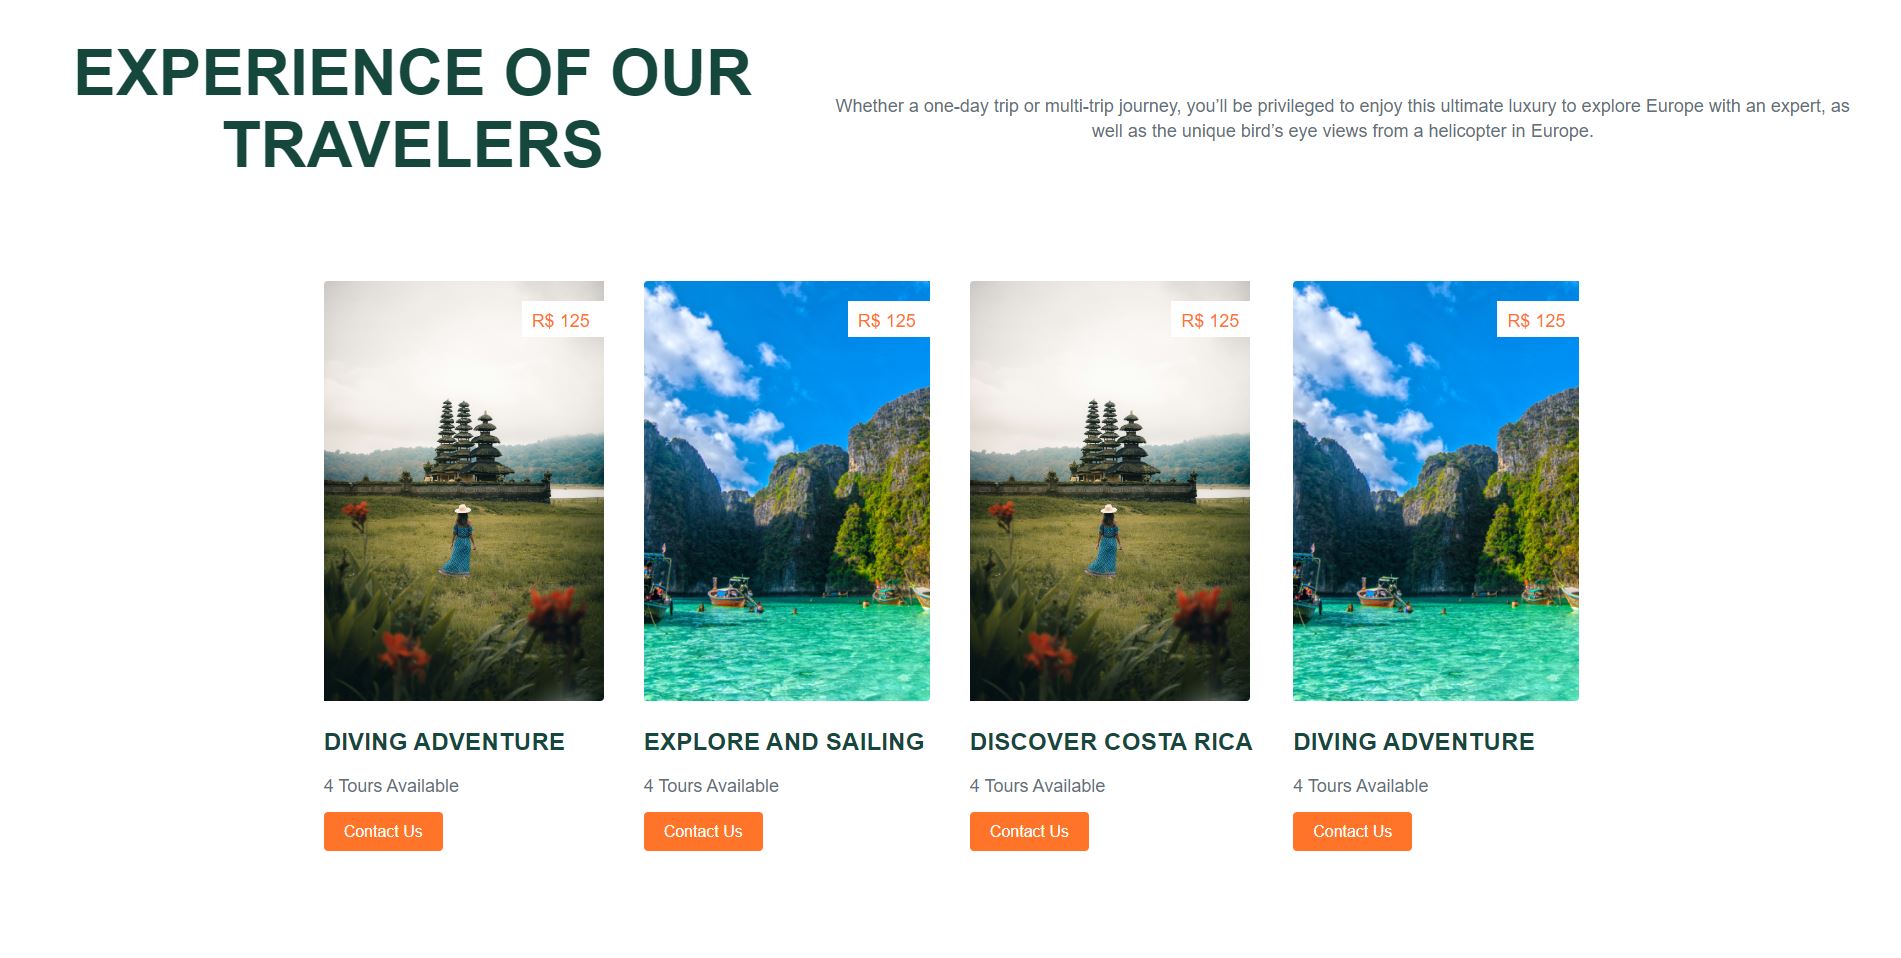 EXPERIENCE OF OUR
TRAVELERS
Whether a one-day trip or multi-trip journey, you’ll be privileged to enjoy this ultimate luxury to explore Europe with an expert, as
well as the unique bird’s eye views from a helicopter in Europe.
R$ 125
DIVING ADVENTURE
4 Tours Available
Contact Us
R$ 125
EXPLORE AND SAILING
4 Tours Available
Contact Us
R$ 125
DISCOVER COSTA RICA
4 Tours Available
Contact Us
R$ 125
DIVING ADVENTURE
4 Tours Available
Contact Us